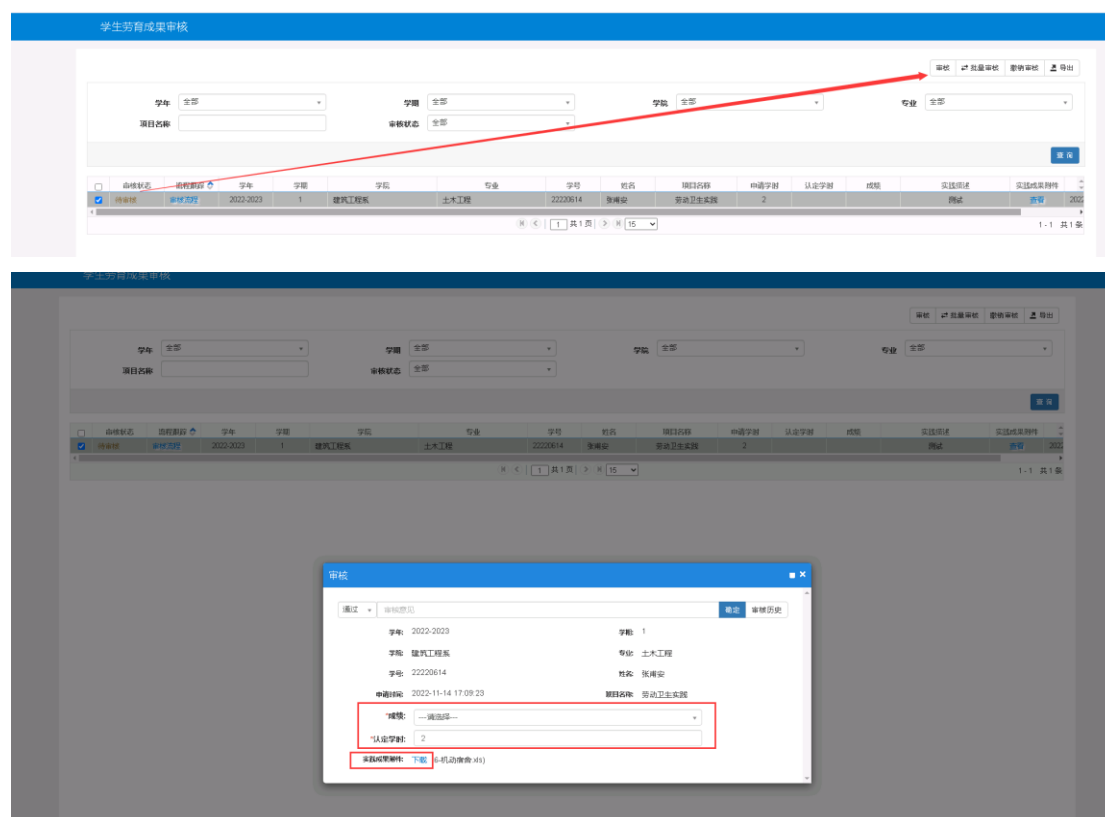 学生劳育成果审核
审核 批量审核 撤销审核 导出
学年 全部 学期 全部 学院 全部 专业 全部
项目名称 审核状态 全部
查询
审核状态 流程跟踪 学年 学期 学院 专业 学号 姓名 项目名称 申请学时 认定学时 成绩 实践描述 实践成果附件
待审核 审核流程 2022-2023 1 建筑工程系 土木工程 22220614 张甫安 劳动卫生实践 2 测试 查看 2022
1 共1页 15 1 - 1 共1条
学生劳育成果审核
审核 批量审核 撤销审核 导出
学年 全部 学期 全部 学院 全部 专业 全部
项目名称 审核状态 全部
查询
审核状态 流程跟踪 学年 学期 学院 专业 学号 姓名 项目名称 申请学时 认定学时 成绩 实践描述 实践成果附件
待审核 审核流程 2022-2023 1 建筑工程系 土木工程 22220614 张甫安 劳动卫生实践 2 测试 查看 2022
1 共1页 15 1 - 1 共1条
审核
通过 审核意见 确定 审核历史
学年: 2022-2023 学期: 1
学院: 建筑工程系 专业: 土木工程
学号: 22220614 姓名: 张甫安
申请时间: 2022-11-14 17:09:23 项目名称: 劳动卫生实践
*成绩: ---请选择---
*认定学时: 2
实践成果附件: 下载 6-机动宿舍.xls)